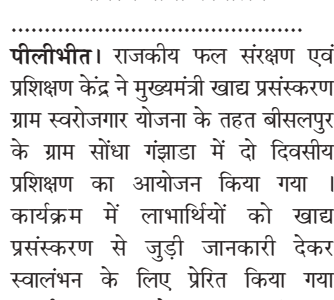 ..........................................
पीलीभीत। राजकीय फल संरक्षण एवं
प्रशिक्षण केंद्र ने मुख्यमंत्री खाद्य प्रसंस्करण
ग्राम स्वरोजगार योजना के तहत बीसलपुर
के ग्राम सोंधा गंझाडा में दो दिवसीय
प्रशिक्षण का आयोजन किया गया ।
कार्यक्रम में लाभार्थियों को खाद्य
प्रसंस्करण से जुड़ी जानकारी देकर
स्वालंभन के लिए प्रेरित किया गया